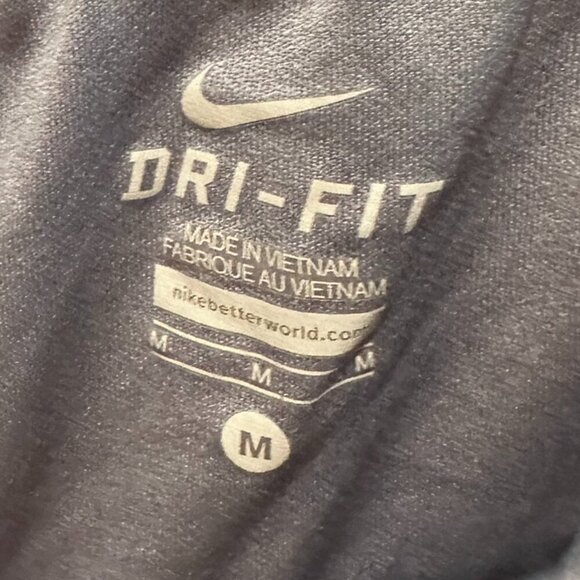 DRI-FIT
MADE IN VIETNAM
FABRIQUE AU VIETNAM
nikebetterworld.com
M M M
M